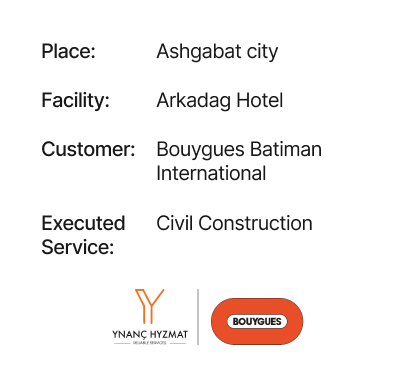 Place: Ashgabat city
Facility: Arkadag Hotel
Customer: Bouygues Batiman
International
Executed Civil Construction
Service:
YNANÇ HYZMAT
RELIABLE SERVICES
BOUYGUES